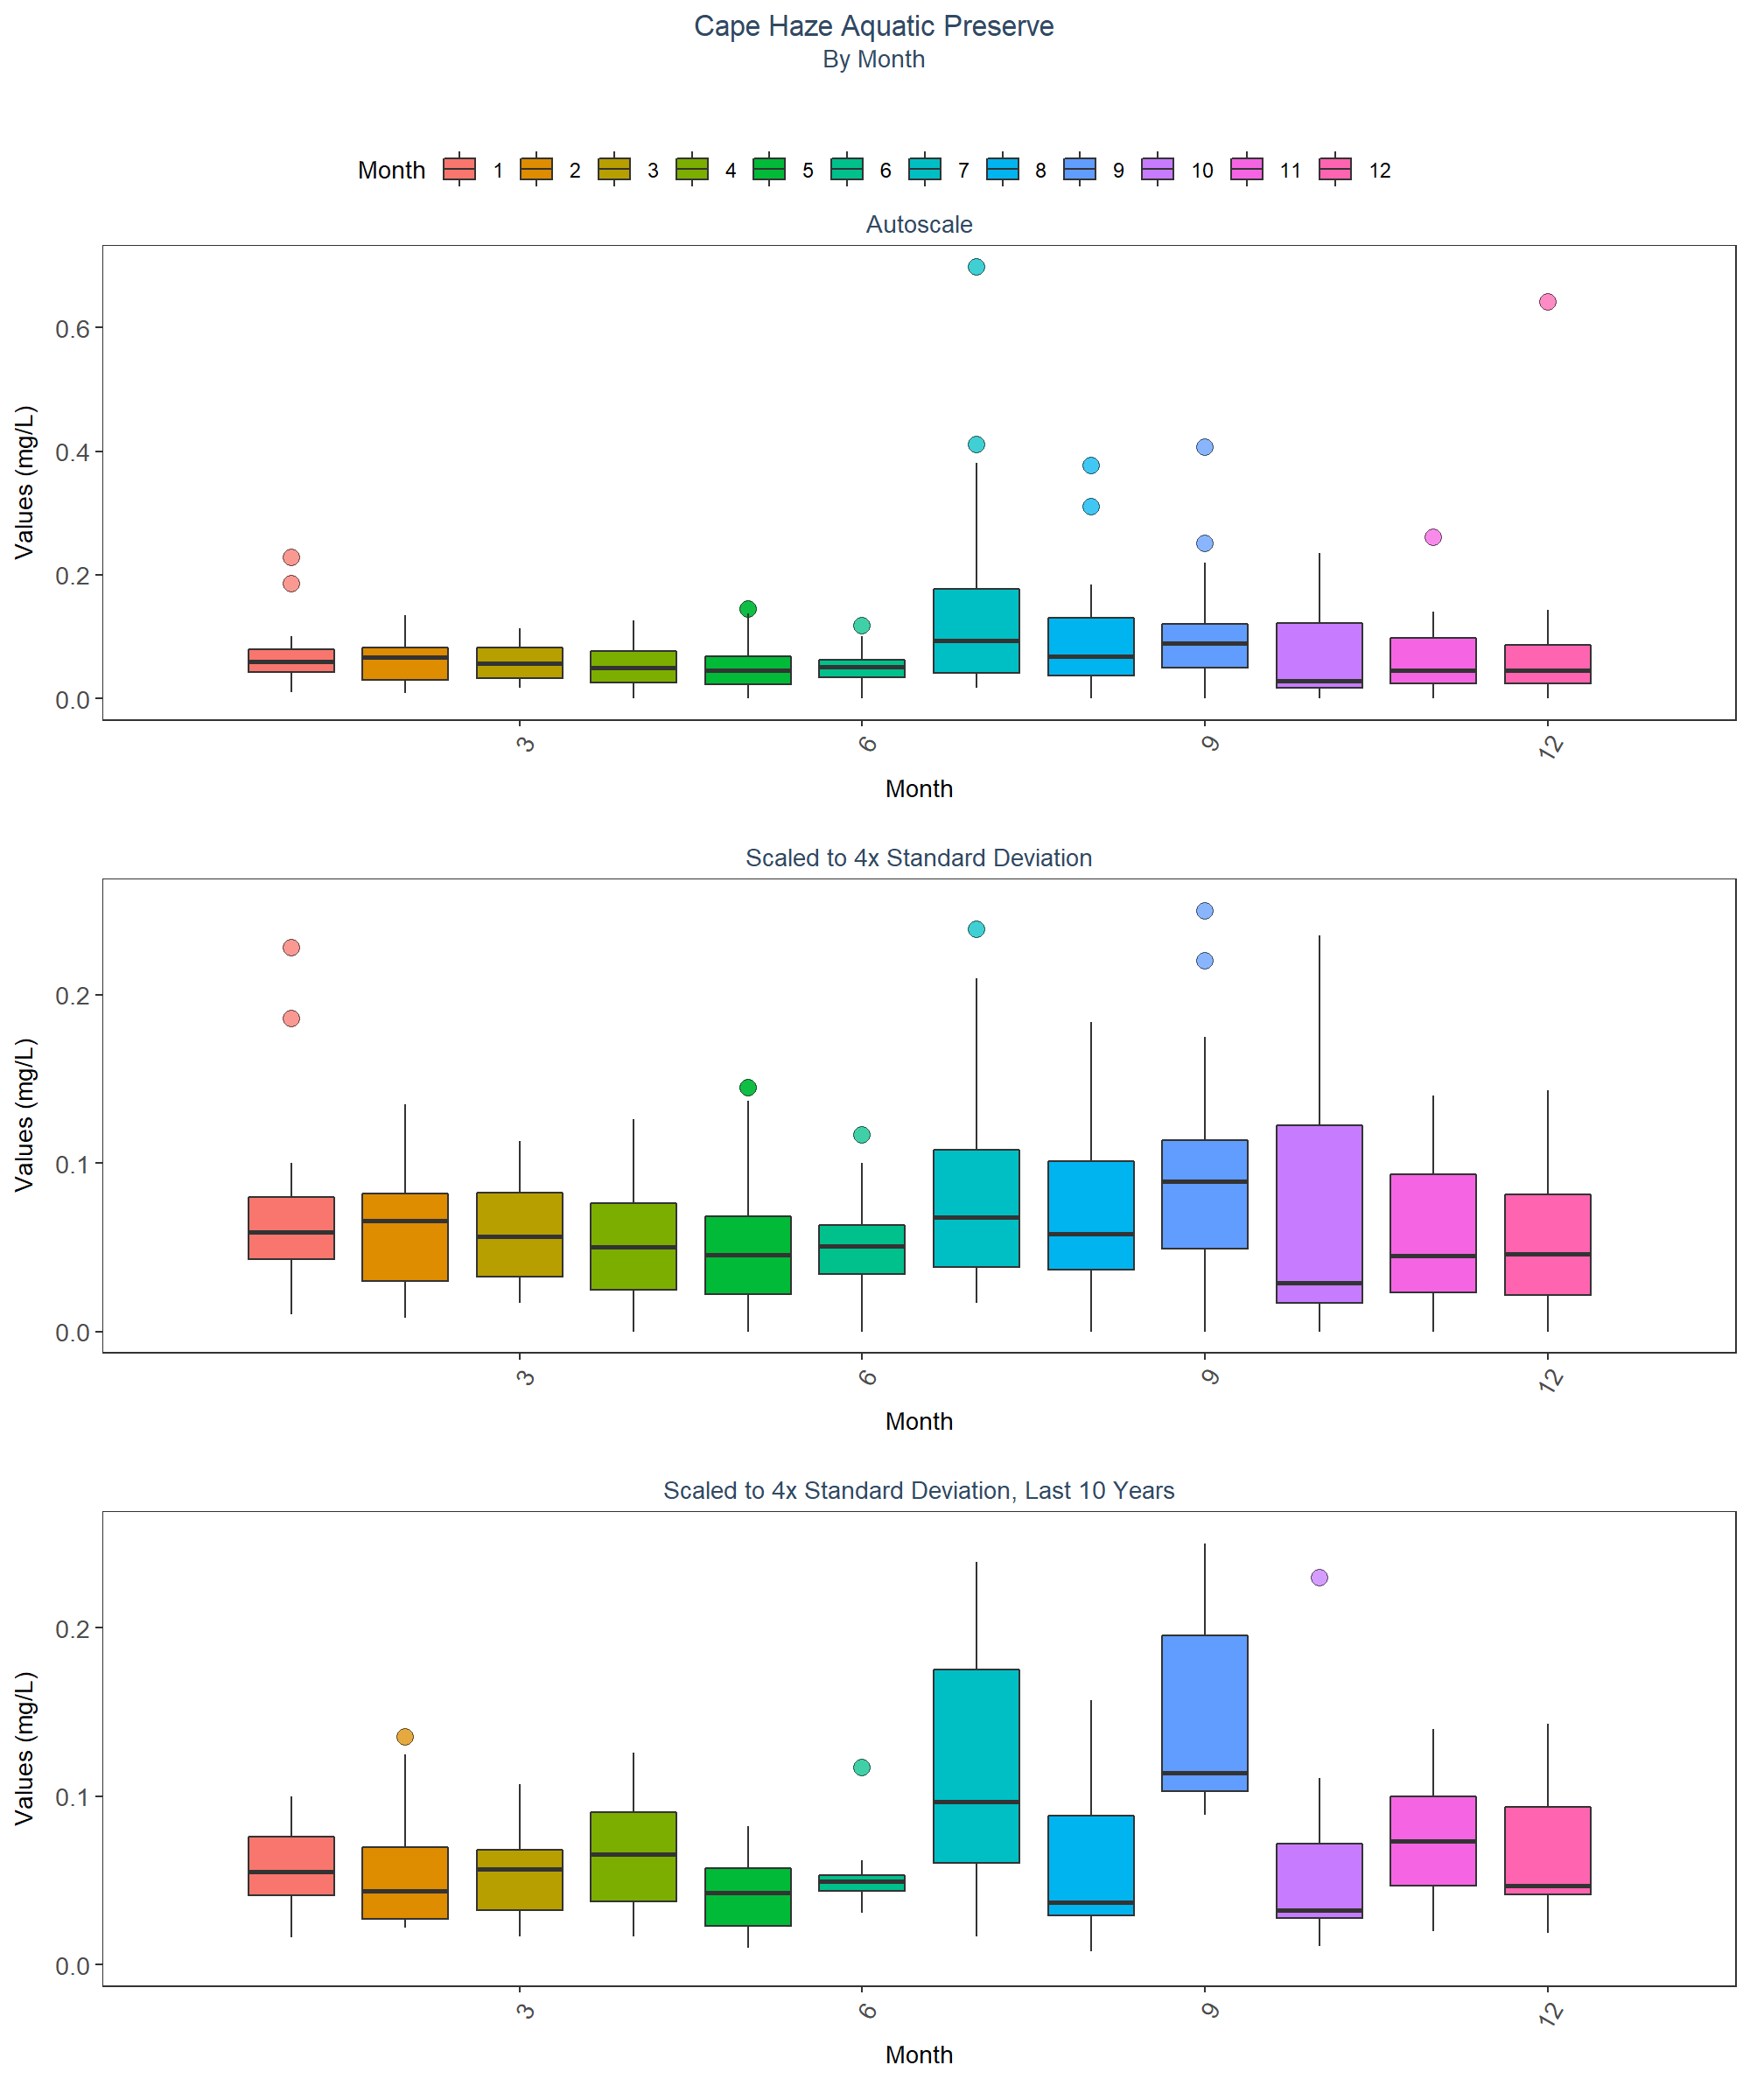 Cape Haze Aquatic Preserve
By Month
Month 1 2 3 4 5 6 7 8 9 10 11 12
Autoscale
Values (mg/L)
0.6
0.4
0.2
0.0
3 6 9 12
Month
Scaled to 4x Standard Deviation
Values (mg/L)
0.2
0.1
0.0
3 6 9 12
Month
Scaled to 4x Standard Deviation, Last 10 Years
Values (mg/L)
0.2
0.1
0.0
3 6 9 12
Month